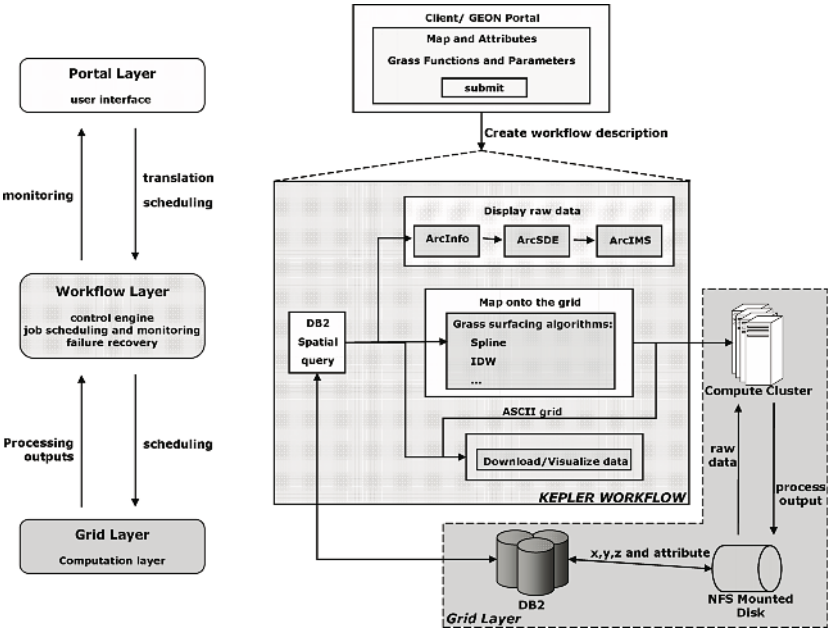 Client/ GEON Portal
Map and Attributes
Grass Functions and Parameters
submit
Create workflow description
Portal Layer
user interface
monitoring
translation
scheduling
Workflow Layer
control engine
job scheduling and monitoring
failure recovery
Processing
outputs
scheduling
Grid Layer
Computation layer
Display raw data
ArcInfo
ArcSDE
ArcIMS
DB2
Spatial
query
Map onto the grid
Grass surfacing algorithms:
Spline
IDW
...
ASCII grid
Download/Visualize data
KEPLER WORKFLOW
Compute Cluster
raw
data
process
output
x,y,z and attribute
DB2
NFS Mounted
Disk
Grid Layer